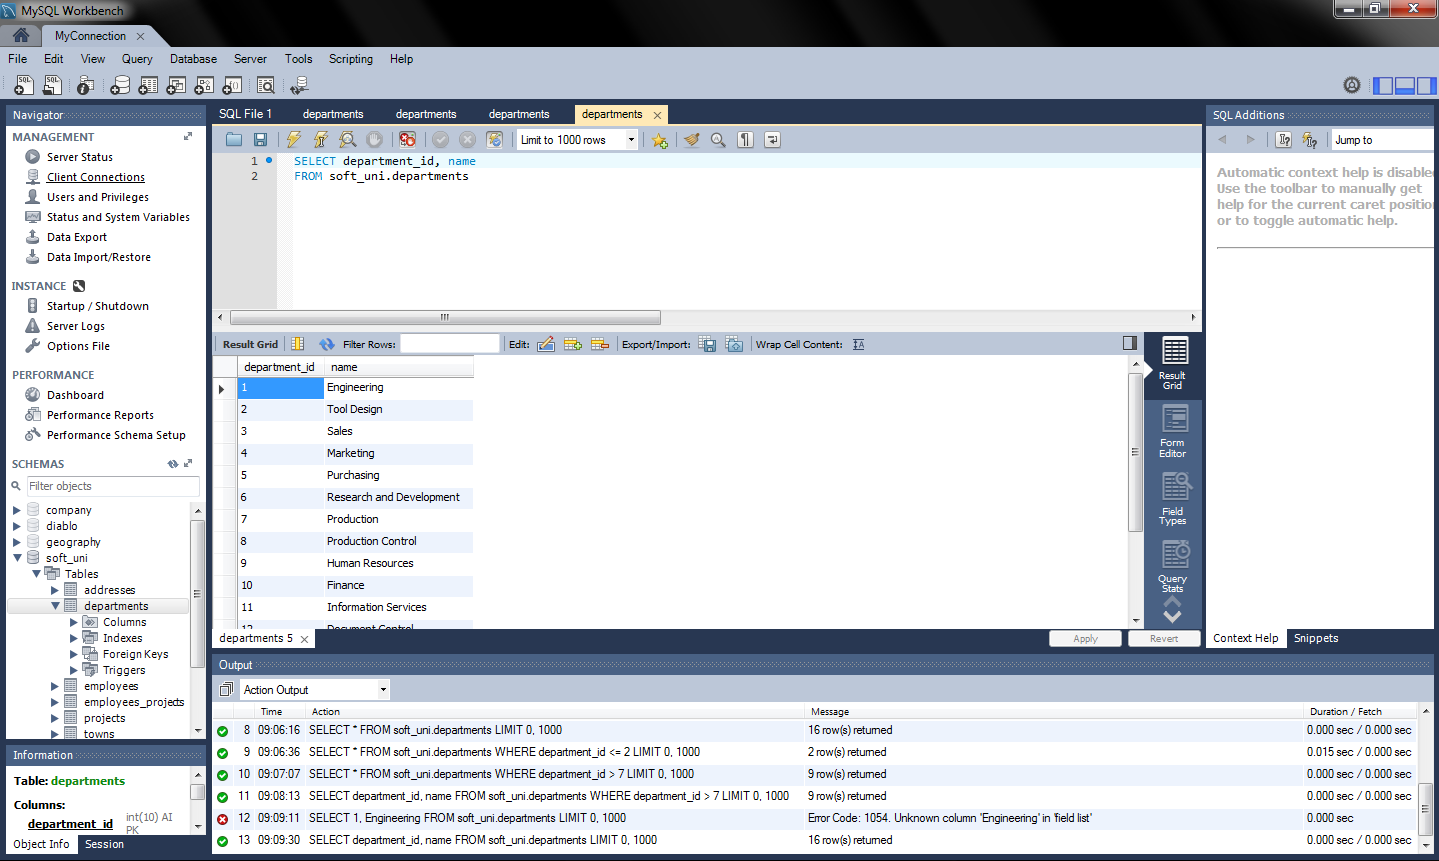 MySQL Workbench
MyConnection
File Edit View Query Database Server Tools Scripting Help
Navigator
MANAGEMENT
Server Status
Client Connections
Users and Privileges
Status and System Variables
Data Export
Data Import/Restore
INSTANCE
Startup / Shutdown
Server Logs
Options File
PERFORMANCE
Dashboard
Performance Reports
Performance Schema Setup
SCHEMAS
Filter objects
company
diablo
geography
soft_uni
Tables
addresses
departments
Columns
Indexes
Foreign Keys
Triggers
employees
employees_projects
projects
towns
Information
Table: departments
Columns:
department_id int(10) AI
PK
Object Info Session
SQL File 1 departments departments departments departments
Limit to 1000 rows
1 SELECT department_id, name
2 FROM soft_uni.departments
Result Grid Filter Rows: Edit: Export/Import: Wrap Cell Content:
department_id name
1 Engineering
2 Tool Design
3 Sales
4 Marketing
5 Purchasing
6 Research and Development
7 Production
8 Production Control
9 Human Resources
10 Finance
11 Information Services
12 Document Control
Result
Grid
Form
Editor
Field
Types
Query
Stats
departments 5
Apply Revert
SQL Additions
Jump to
Automatic context help is disabled.
Use the toolbar to manually get
help for the current caret position
or to toggle automatic help.
Context Help Snippets
Output
Action Output
Time Action Message Duration / Fetch
8 09:06:16 SELECT * FROM soft_uni.departments LIMIT 0, 1000 16 row(s) returned 0.000 sec / 0.000 sec
9 09:06:36 SELECT * FROM soft_uni.departments WHERE department_id <= 2 LIMIT 0, 1000 2 row(s) returned 0.015 sec / 0.000 sec
10 09:07:07 SELECT * FROM soft_uni.departments WHERE department_id > 7 LIMIT 0, 1000 9 row(s) returned 0.000 sec / 0.000 sec
11 09:08:13 SELECT department_id, name FROM soft_uni.departments WHERE department_id > 7 LIMIT 0, 1000 9 row(s) returned 0.000 sec / 0.000 sec
12 09:09:11 SELECT 1, Engineering FROM soft_uni.departments LIMIT 0, 1000 Error Code: 1054. Unknown column 'Engineering' in 'field list' 0.000 sec
13 09:09:30 SELECT department_id, name FROM soft_uni.departments LIMIT 0, 1000 16 row(s) returned 0.000 sec / 0.000 sec